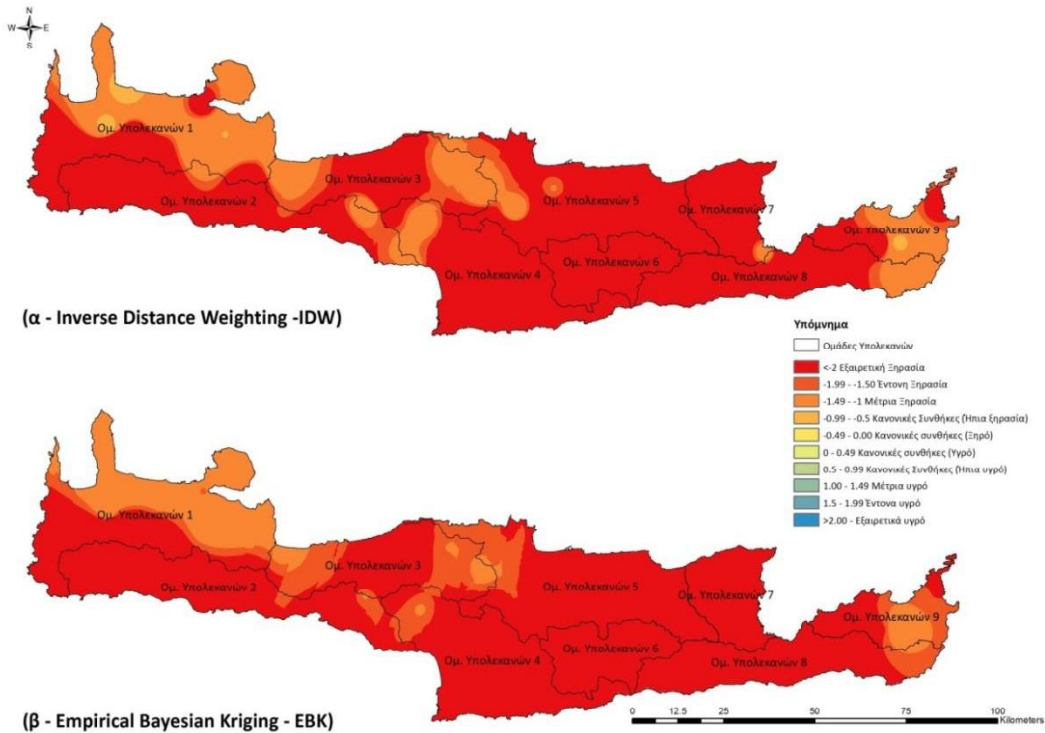 N
W E
S
Ομ. Υπολεκανών 1
Ομ. Υπολεκανών 2
Ομ. Υπολεκανών 3
Ομ. Υπολεκανών 4
Ομ. Υπολεκανών 5
Ομ. Υπολεκανών 6
Ομ. Υπολεκανών 7
Ομ. Υπολεκανών 8
Ομ. Υπολεκανών 9
(α - Inverse Distance Weighting -IDW)
Υπόμνημα
Ομάδες Υπολεκανών
<-2 Εξαιρετική Ξηρασία
-1.99 - -1.50 Έντονη Ξηρασία
-1.49 - -1 Μέτρια Ξηρασία
-0.99 - -0.5 Κανονικές Συνθήκες (Ήπια ξηρασία)
-0.49 - 0.00 Κανονικές συνθήκες (Ξηρό)
0 - 0.49 Κανονικές συνθήκες (Υγρό)
0.5 - 0.99 Κανονικές Συνθήκες (Ήπια υγρό)
1.00 - 1.49 Μέτρια υγρό
1.5 - 1.99 Έντονα υγρό
>2.00 - Εξαιρετικά υγρό
Ομ. Υπολεκανών 1
Ομ. Υπολεκανών 2
Ομ. Υπολεκανών 3
Ομ. Υπολεκανών 4
Ομ. Υπολεκανών 5
Ομ. Υπολεκανών 6
Ομ. Υπολεκανών 7
Ομ. Υπολεκανών 8
Ομ. Υπολεκανών 9
(β - Empirical Bayesian Kriging - EBK)
0 12.5 25 50 75 100
Kilometers